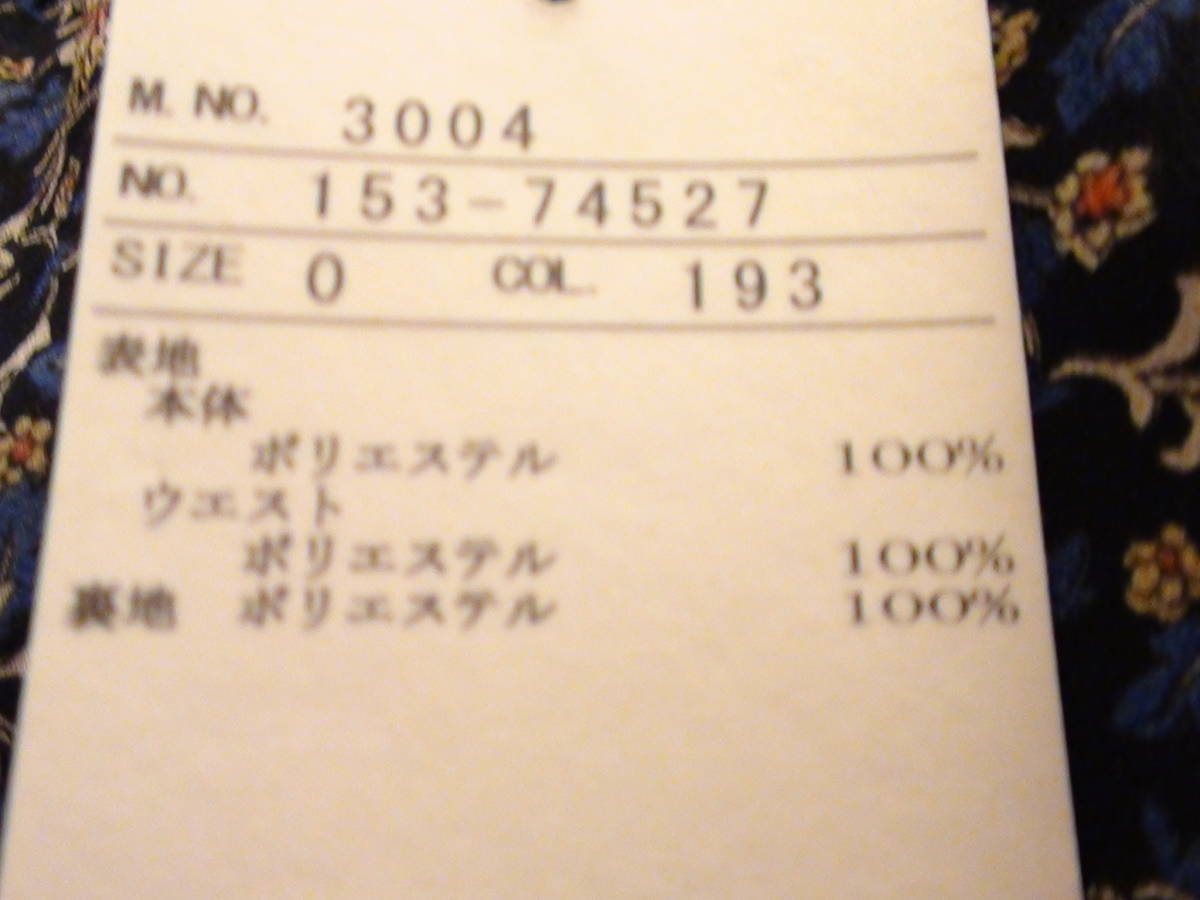 M. NO. 3004
NO. 153-74527
SIZE 0 COL. 193
表地
本体
ポリエステル 100%
ウエスト
ポリエステル 100%
裏地 ポリエステル 100%